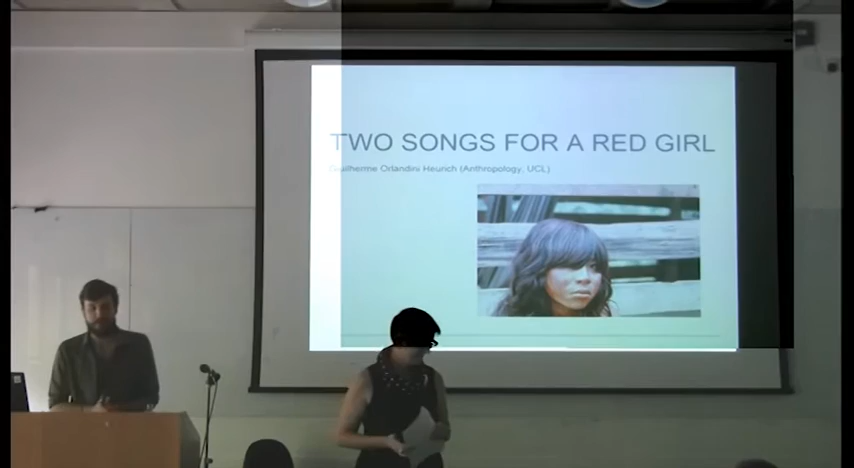 TWO SONGS FOR A RED GIRL
Guilherme Orlandini Heurich (Anthropology, UCL)